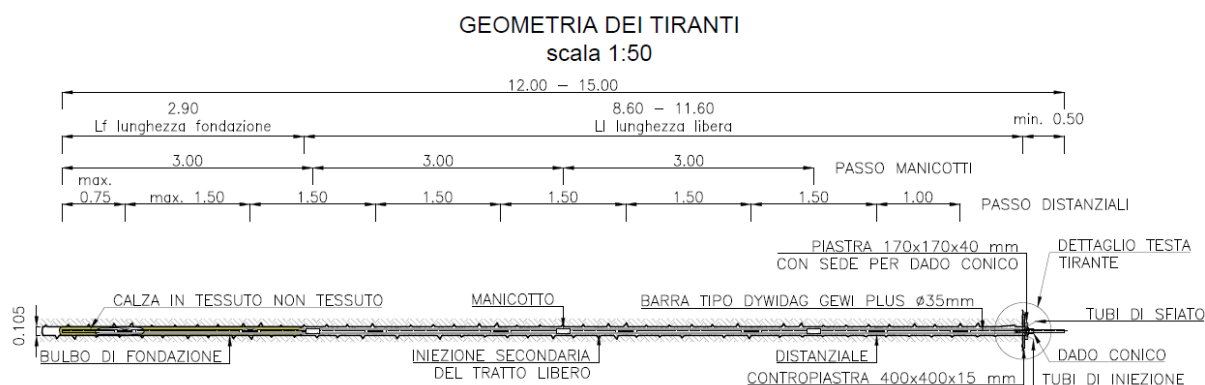 GEOMETRIA DEI TIRANTI
scala 1:50
12.00 – 15.00
2.90
Lf lunghezza fondazione
8.60 – 11.60
Ll lunghezza libera
min. 0.50
3.00
3.00
3.00
PASSO MANICOTTI
max.
0.75
max. 1.50
1.50
1.50
1.50
1.50
1.50
1.00
PASSO DISTANZIALI
PIASTRA 170x170x40 mm
CON SEDE PER DADO CONICO
DETTAGLIO TESTA
TIRANTE
CALZA IN TESSUTO NON TESSUTO
MANICOTTO
BARRA TIPO DYWIDAG GEWI PLUS ø35mm
TUBI DI SFIATO
0.105
BULBO DI FONDAZIONE
INIEZIONE SECONDARIA
DEL TRATTO LIBERO
DISTANZIALE
DADO CONICO
CONTROPIASTRA 400x400x15 mm
TUBI DI INIEZIONE